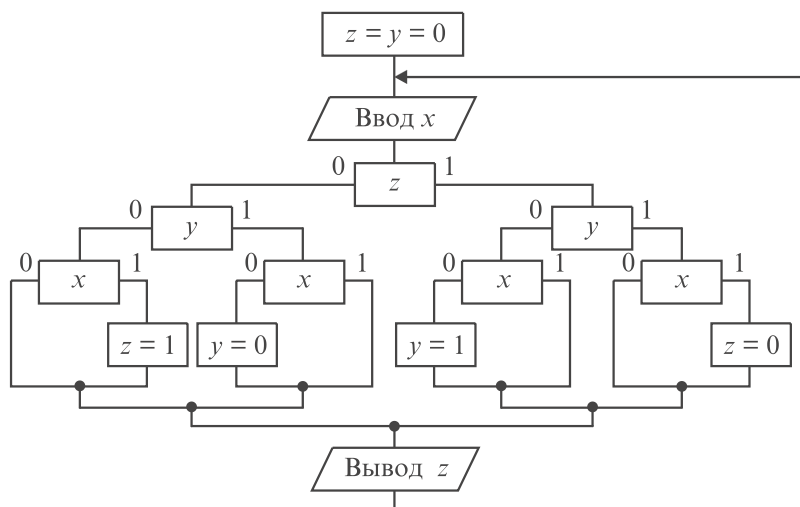 z = y = 0
Ввод x
0 z 1
0 y 1 0 y 1
0 x 1 0 x 1 0 x 1 0 x 1
z = 1 y = 0 y = 1 z = 0
Вывод z